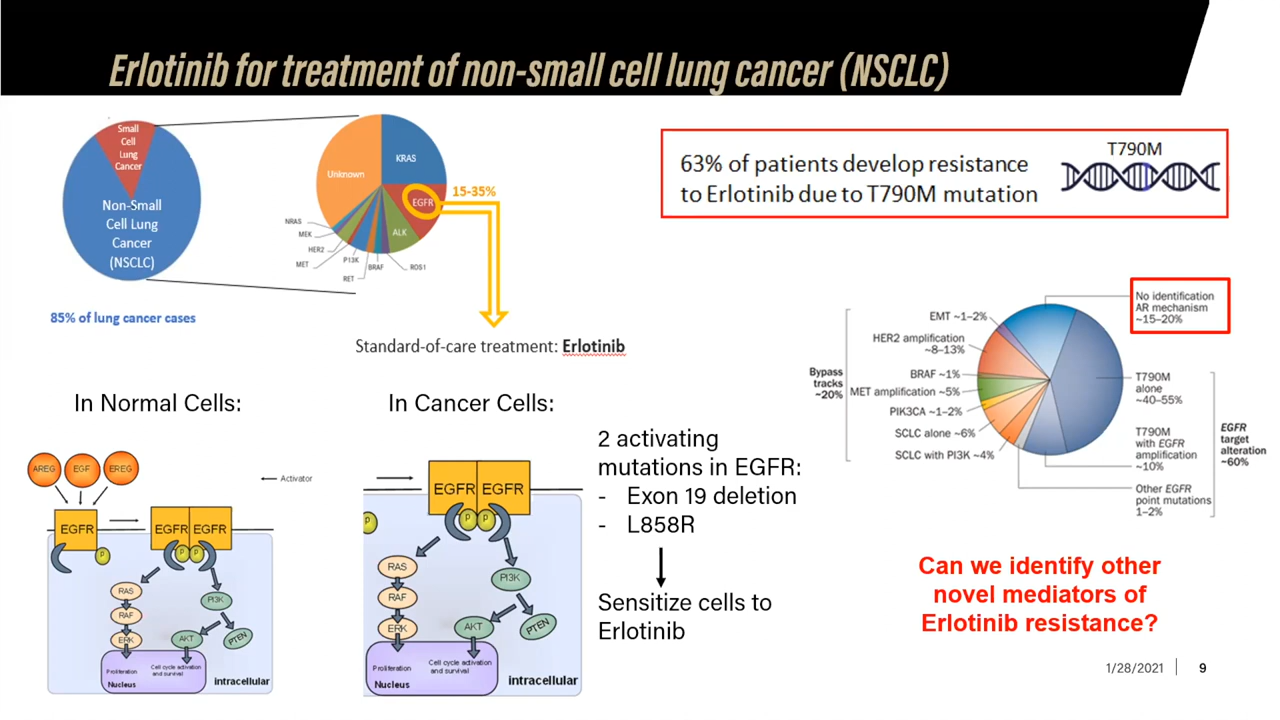 Erlotinib for treatment of non-small cell lung cancer (NSCLC)
Small
Cell
Lung
Cancer
Non-Small
Cell Lung
Cancer
(NSCLC)
85% of lung cancer cases
Unknown
KRAS
EGFR
ALK
ROS1
BRAF
RET
PI3K
MET
HER2
MEK
NRAS
15-35%
Standard-of-care treatment: Erlotinib
63% of patients develop resistance
to Erlotinib due to T790M mutation
T790M
In Normal Cells:
AREG
EGF
EREG
Activator
EGFR
P
EGFR
EGFR
P
P
RAS
RAF
ERK
PI3K
AKT
PTEN
Proliferation
Cell cycle activation
and survival
Nucleus
intracellular
In Cancer Cells:
P
EGFR
EGFR
P
P
RAS
RAF
ERK
PI3K
AKT
PTEN
Proliferation
Cell cycle activation
and survival
Nucleus
intracellular
2 activating
mutations in EGFR:
- Exon 19 deletion
- L858R
Sensitize cells to
Erlotinib
No identification
AR mechanism
~15–20%
EMT ~1–2%
HER2 amplification
~8–13%
BRAF ~1%
MET amplification ~5%
PIK3CA ~1–2%
SCLC alone ~6%
SCLC with PI3K ~4%
Bypass
tracks
~20%
T790M
alone
~40–55%
T790M
with EGFR
amplification
~10%
Other EGFR
point mutations
1–2%
EGFR
target
alteration
~60%
Can we identify other
novel mediators of
Erlotinib resistance?
1/28/2021
9